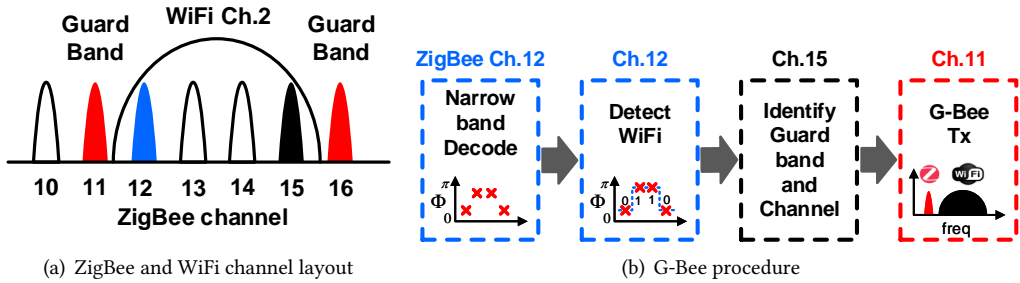 Guard
Band
WiFi Ch.2
Guard
Band
10 11 12 13 14 15 16
ZigBee channel
(a) ZigBee and WiFi channel layout
ZigBee Ch.12
Narrow
band
Decode
π
Φ
0
Ch.12
Detect
WiFi
π
Φ
0
0 1 1 0
Ch.15
Identify
Guard
band
and
Channel
Ch.11
G-Bee
Tx
Z
WiFi
freq
(b) G-Bee procedure